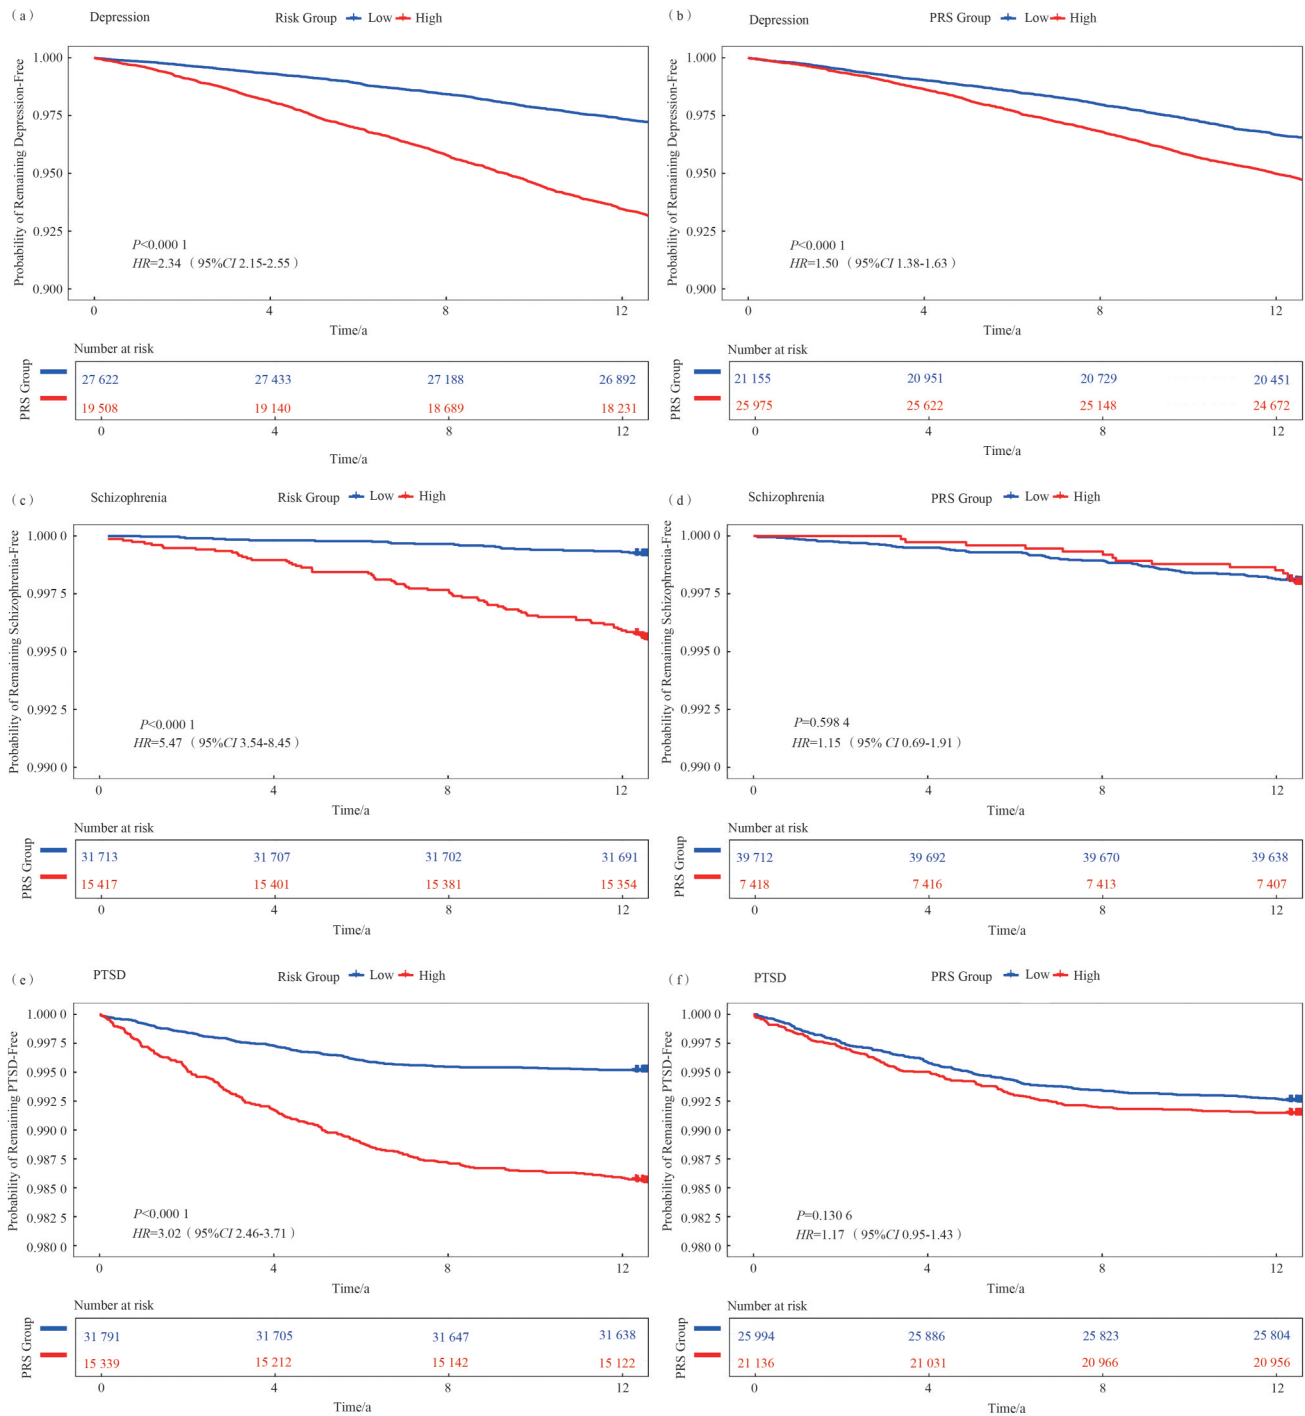 (a) Depression Risk Group Low High
Probability of Remaining Depression-Free
1.000
0.975
0.950
0.925
0.900
P<0.000 1
HR=2.34 (95%CI 2.15-2.55)
0 4 8 12
Time/a
Number at risk
PRS Group
27 622 27 433 27 188 26 892
19 508 19 140 18 689 18 231
0 4 8 12
Time/a
(b) Depression PRS Group Low High
Probability of Remaining Depression-Free
1.000
0.975
0.950
0.925
0.900
P<0.000 1
HR=1.50 (95%CI 1.38-1.63)
0 4 8 12
Time/a
Number at risk
PRS Group
21 155 20 951 20 729 20 451
25 975 25 622 25 148 24 672
0 4 8 12
Time/a
(c) Schizophrenia Risk Group Low High
Probability of Remaining Schizophrenia-Free
1.000 0
0.997 5
0.995 0
0.992 5
0.990 0
P<0.000 1
HR=5.47 (95%CI 3.54-8.45)
0 4 8 12
Time/a
Number at risk
PRS Group
31 713 31 707 31 702 31 691
15 417 15 401 15 381 15 354
0 4 8 12
Time/a
(d) Schizophrenia PRS Group Low High
Probability of Remaining Schizophrenia-Free
1.000 0
0.997 5
0.995 0
0.992 5
0.990 0
P=0.598 4
HR=1.15 (95% CI 0.69-1.91)
0 4 8 12
Time/a
Number at risk
PRS Group
39 712 39 692 39 670 39 638
7 418 7 416 7 413 7 407
0 4 8 12
Time/a
(e) PTSD Risk Group Low High
Probability of Remaining PTSD-Free
1.000 0
0.997 5
0.995 0
0.992 5
0.990 0
0.987 5
0.985 0
0.982 5
0.980 0
P<0.000 1
HR=3.02 (95%CI 2.46-3.71)
0 4 8 12
Time/a
Number at risk
PRS Group
31 791 31 705 31 647 31 638
15 339 15 212 15 142 15 122
0 4 8 12
Time/a
(f) PTSD PRS Group Low High
Probability of Remaining PTSD-Free
1.000 0
0.997 5
0.995 0
0.992 5
0.990 0
0.987 5
0.985 0
0.982 5
0.980 0
P=0.130 6
HR=1.17 (95%CI 0.95-1.43)
0 4 8 12
Time/a
Number at risk
PRS Group
25 994 25 886 25 823 25 804
21 136 21 031 20 966 20 956
0 4 8 12
Time/a